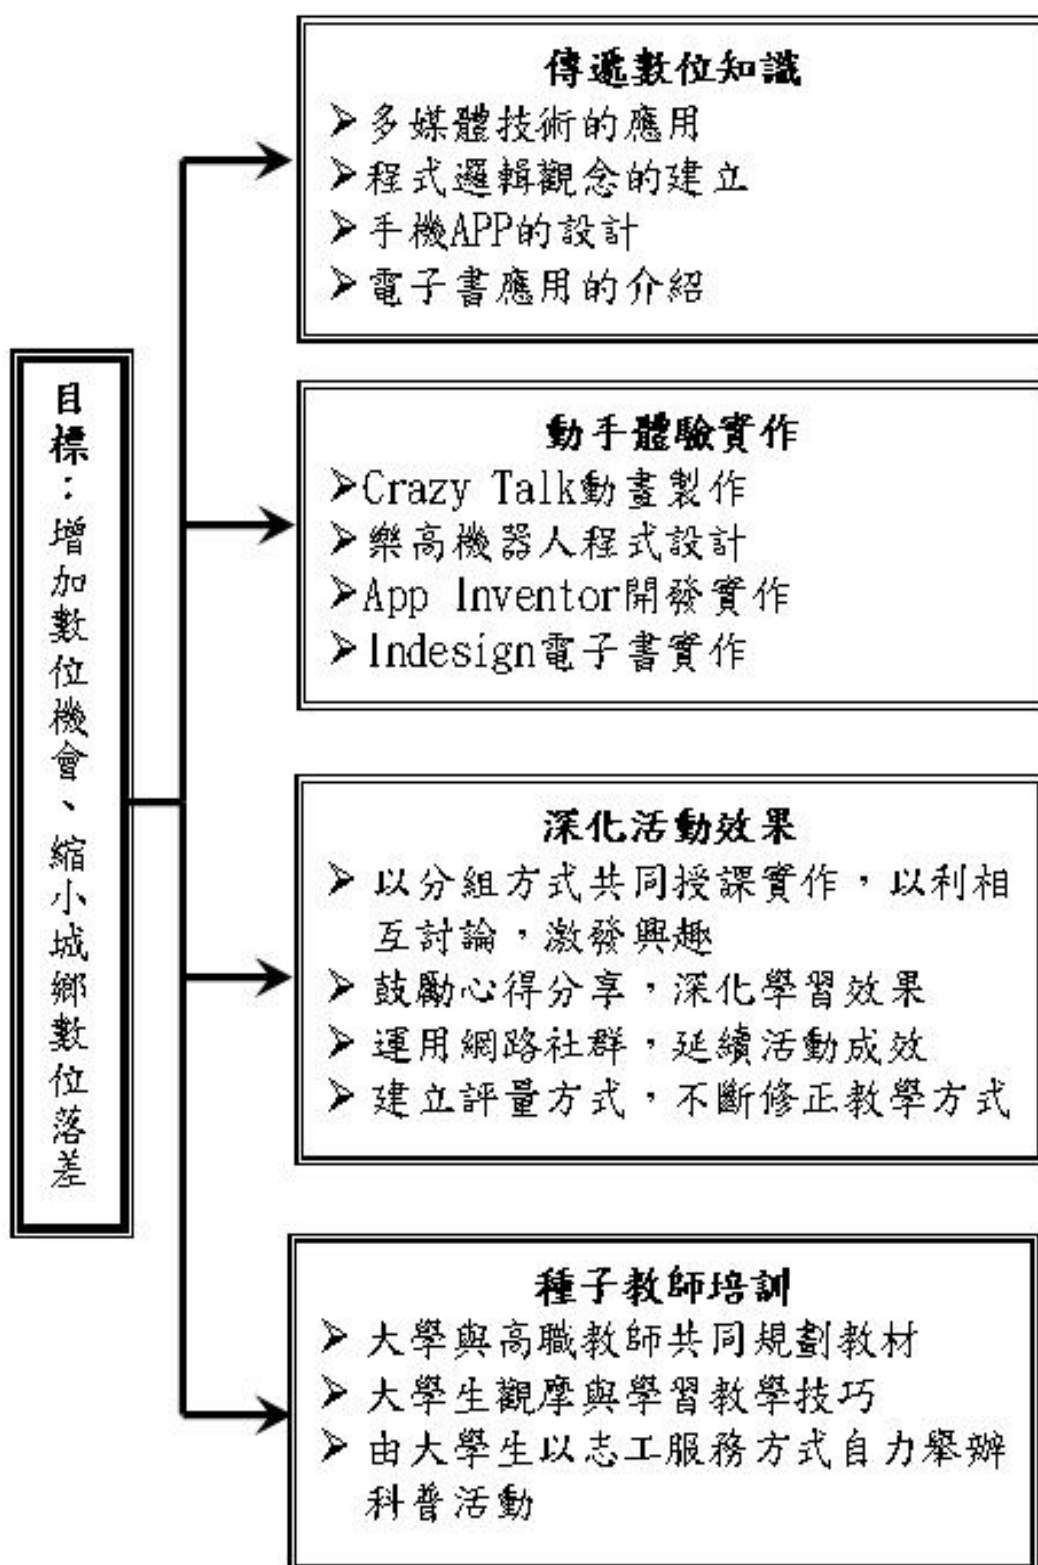 目標：增加數位機會、縮小城鄉數位落差
傳遞數位知識
➢多媒體技術的應用
➢程式邏輯觀念的建立
➢手機APP的設計
➢電子書應用的介紹
動手體驗實作
➢Crazy Talk動畫製作
➢樂高機器人程式設計
➢App Inventor開發實作
➢Indesign電子書實作
深化活動效果
➢ 以分組方式共同授課實作，以利相
互討論，激發興趣
➢ 鼓勵心得分享，深化學習效果
➢ 運用網路社群，延續活動成效
➢ 建立評量方式，不斷修正教學方式
種子教師培訓
➢ 大學與高職教師共同規劃教材
➢ 大學生觀摩與學習教學技巧
➢ 由大學生以志工服務方式自力舉辦
科普活動